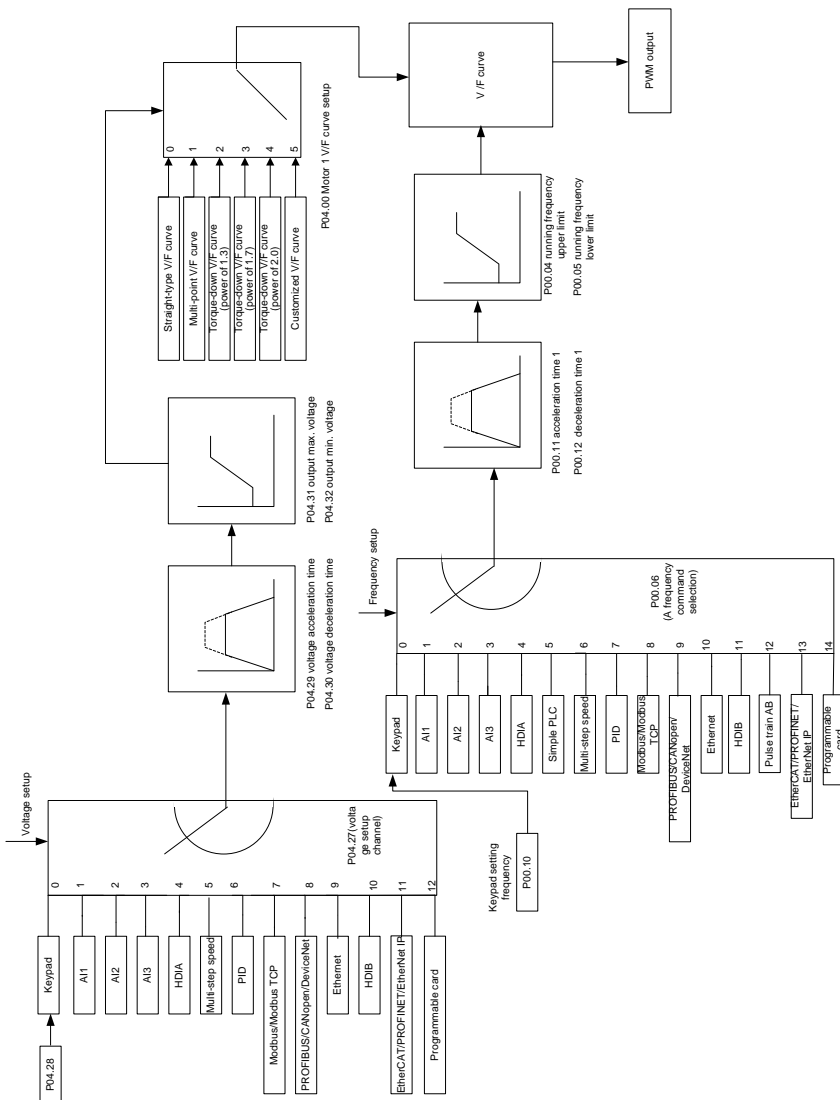 Voltage setup
P04.28
Keypad
AI1
AI2
AI3
HDIA
Multi-step speed
PID
Modbus/Modbus TCP
PROFIBUS/CANopen/DeviceNet
Ethernet
HDIB
EtherCAT/PROFINET/EtherNet IP
Programmable card
0
1
2
3
4
5
6
7
8
9
10
11
12
P04.27(volta
ge setup
channel)
P04.29 voltage acceleration time
P04.30 voltage deceleration time
P04.31 output max. voltage
P04.32 output min. voltage
Straight-type V/F curve
Multi-point V/F curve
Torque-down V/F curve
(power of 1.3)
Torque-down V/F curve
(power of 1.7)
Torque-down V/F curve
(power of 2.0)
Customized V/F curve
0
1
2
3
4
5
P04.00 Motor 1 V/F curve setup
Keypad setting
frequency
P00.10
Frequency setup
Keypad
AI1
AI2
AI3
HDIA
Simple PLC
Multi-step speed
PID
Modbus/Modbus
TCP
PROFIBUS/CANopen/
DeviceNet
Ethernet
HDIB
Pulse train AB
EtherCAT/PROFINET/
EtherNet IP
Programmable
card
0
1
2
3
4
5
6
7
8
9
10
11
12
13
14
P00.06
(A frequency
command
selection)
P00.11 acceleration time 1
P00.12 deceleration time 1
P00.04 running frequency
upper limit
P00.05 running frequency
lower limit
V /F curve
PWM output